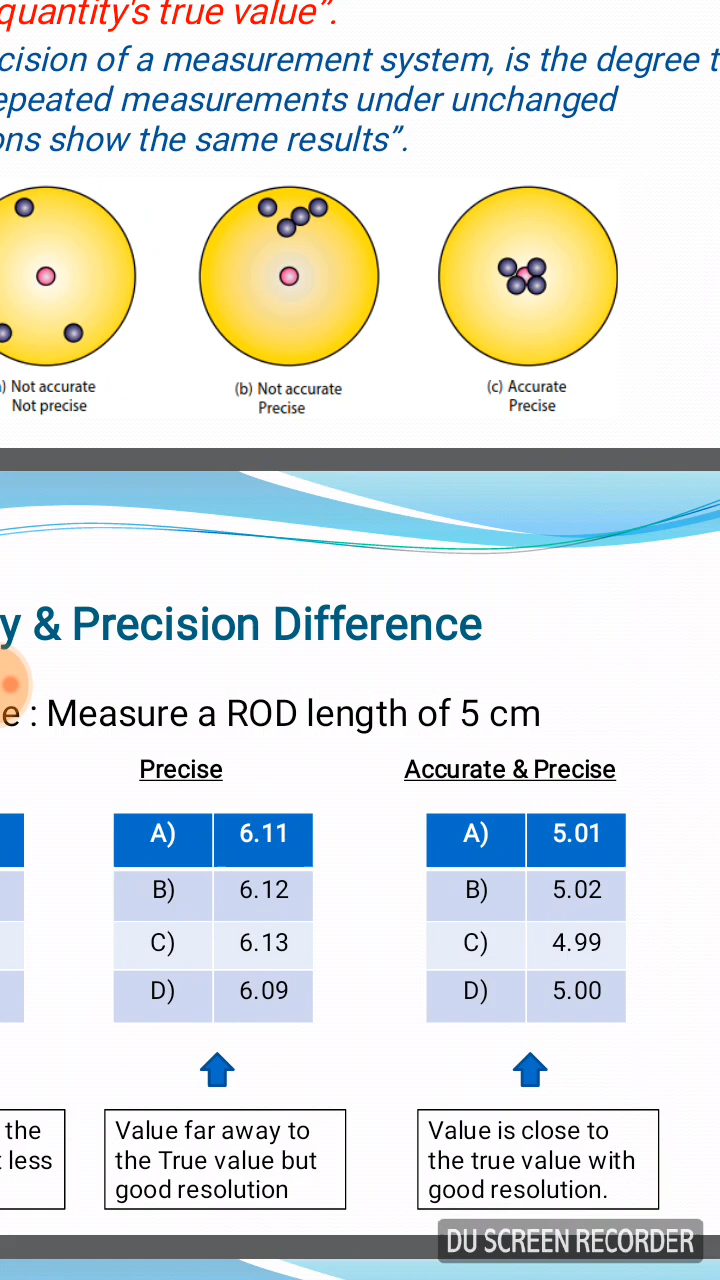 quantity's true value”.
cision of a measurement system, is the degree t
epeated measurements under unchanged
ons show the same results”.
) Not accurate
Not precise
(b) Not accurate
Precise
(c) Accurate
Precise
y & Precision Difference
e : Measure a ROD length of 5 cm
Precise
A) 6.11
B) 6.12
C) 6.13
D) 6.09
Accurate & Precise
A) 5.01
B) 5.02
C) 4.99
D) 5.00
the
less
Value far away to
the True value but
good resolution
Value is close to
the true value with
good resolution.
DU SCREEN RECORDER